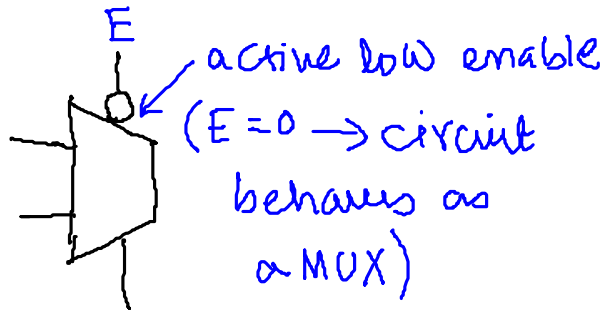 E
active low enable
(E=0 → circuit
behaves as
a MUX)